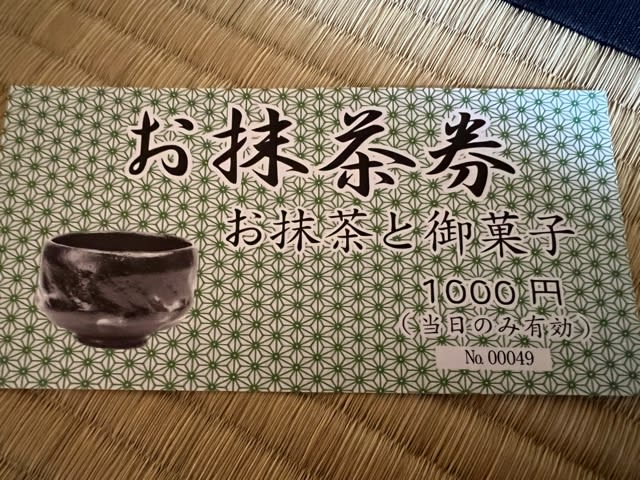 お抹茶券
お抹茶と御菓子
1000円
（当日のみ有効）
No. 00049